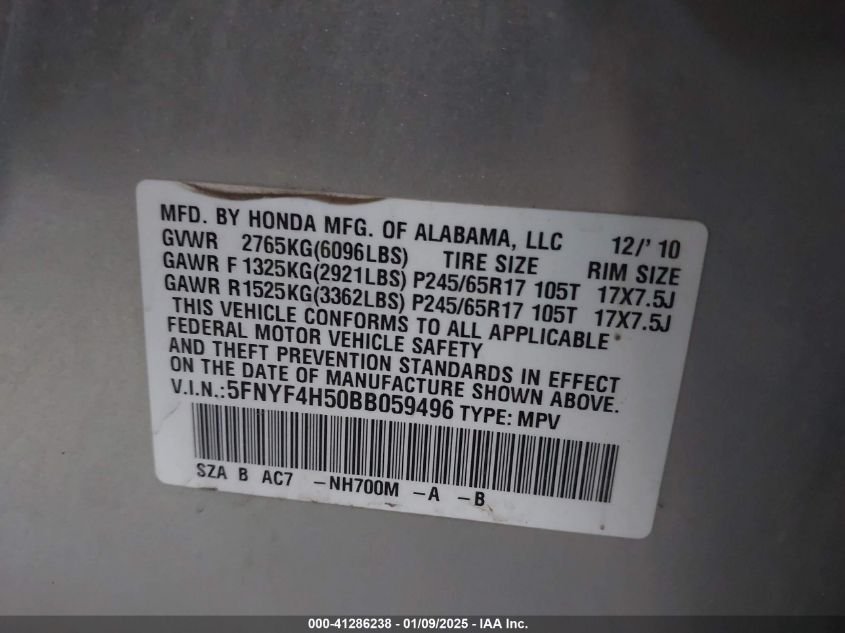 MFD. BY HONDA MFG. OF ALABAMA, LLC 12/' 10
GVWR 2765KG(6096LBS) TIRE SIZE RIM SIZE
GAWR F 1325KG(2921LBS) P245/65R17 105T 17X7.5J
GAWR R1525KG(3362LBS) P245/65R17 105T 17X7.5J
THIS VEHICLE CONFORMS TO ALL APPLICABLE
FEDERAL MOTOR VEHICLE SAFETY
AND THEFT PREVENTION STANDARDS IN EFFECT
ON THE DATE OF MANUFACTURE SHOWN ABOVE.
V.I.N.:5FNYF4H50BB059496 TYPE: MPV
SZA B AC7 -NH700M -A -B
000-41286238 - 01/09/2025 - IAA Inc.